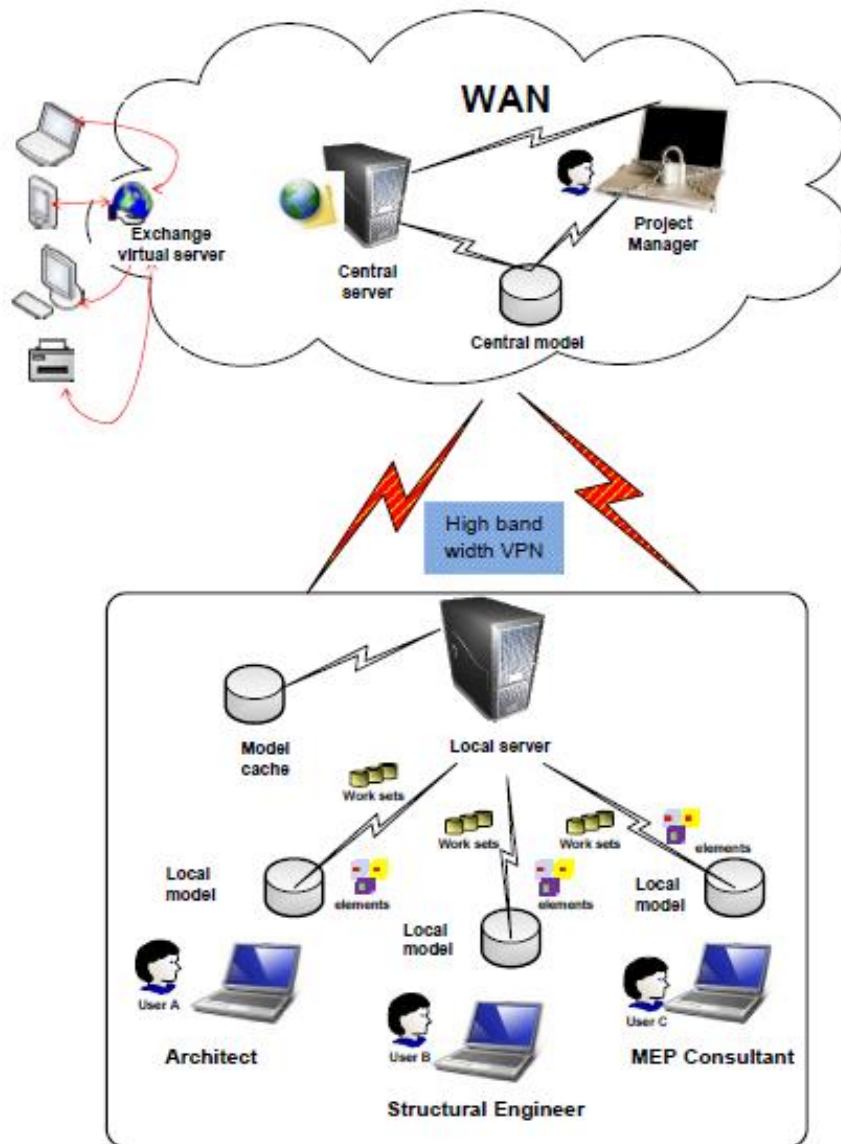 WAN
Exchange
virtual server
Central
server
Project
Manager
Central model
High band
width VPN
Model
cache
Local server
Work sets
Work sets
Work sets
elements
Local
model
elements
elements
Local
model
Local
model
User A
User B
User C
Architect
MEP Consultant
Structural Engineer